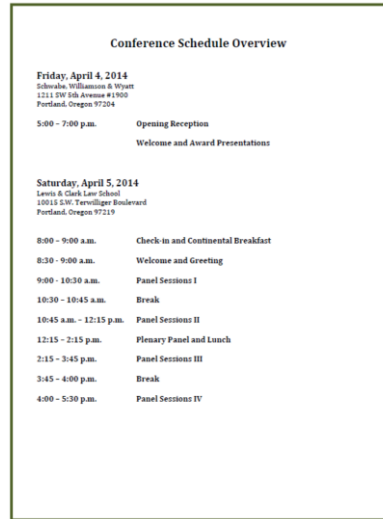 Conference Schedule Overview
Friday, April 4, 2014
Schwabe, Williamson & Wyatt
1211 SW 5th Avenue #1900
Portland, Oregon 97204
5:00 – 7:00 p.m. Opening Reception
Welcome and Award Presentations
Saturday, April 5, 2014
Lewis & Clark Law School
10015 S.W. Terwilliger Boulevard
Portland, Oregon 97219
8:00 – 9:00 a.m. Check-in and Continental Breakfast
8:30 - 9:00 a.m. Welcome and Greeting
9:00 - 10:30 a.m. Panel Sessions I
10:30 – 10:45 a.m. Break
10:45 a.m. – 12:15 p.m. Panel Sessions II
12:15 – 2:15 p.m. Plenary Panel and Lunch
2:15 – 3:45 p.m. Panel Sessions III
3:45 – 4:00 p.m. Break
4:00 – 5:30 p.m. Panel Sessions IV